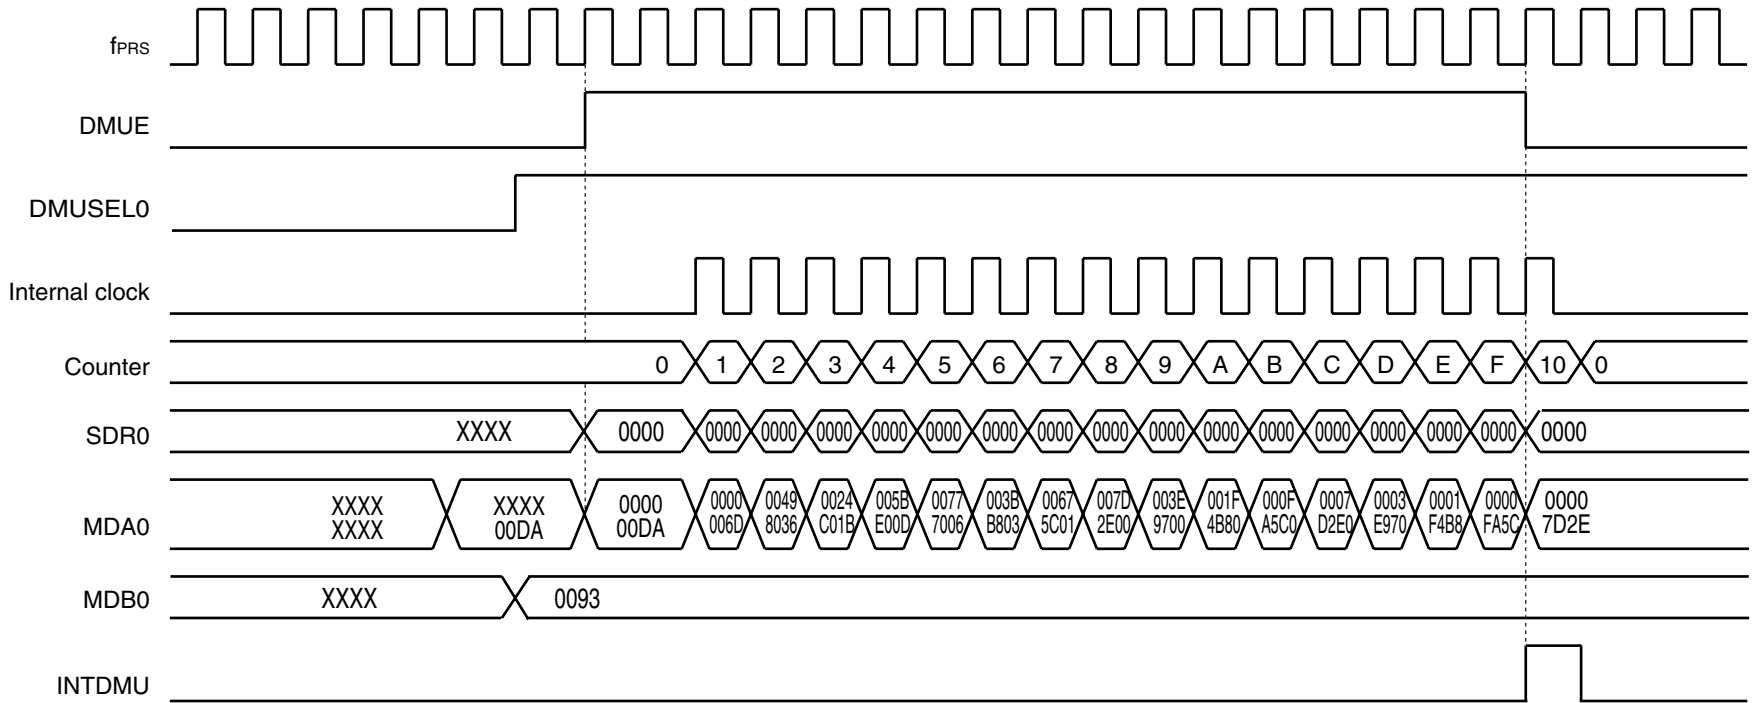 fPRS
DMUE
DMUSEL0
Internal clock
Counter 0 1 2 3 4 5 6 7 8 9 A B C D E F 10 0
SDR0 XXXX 0000 0000 0000 0000 0000 0000 0000 0000 0000 0000 0000 0000 0000 0000 0000 0000 0000
MDA0
XXXX XXXX 0000 0000 0049 0024 005B 0077 003B 0067 007D 003E 001F 000F 0007 0003 0001 0000 0000
XXXX 00DA 00DA 006D 8036 C01B E00D 7006 B803 5C01 2E00 9700 4B80 A5C0 D2E0 E970 F4B8 FA5C 7D2E
MDB0 XXXX 0093
INTDMU